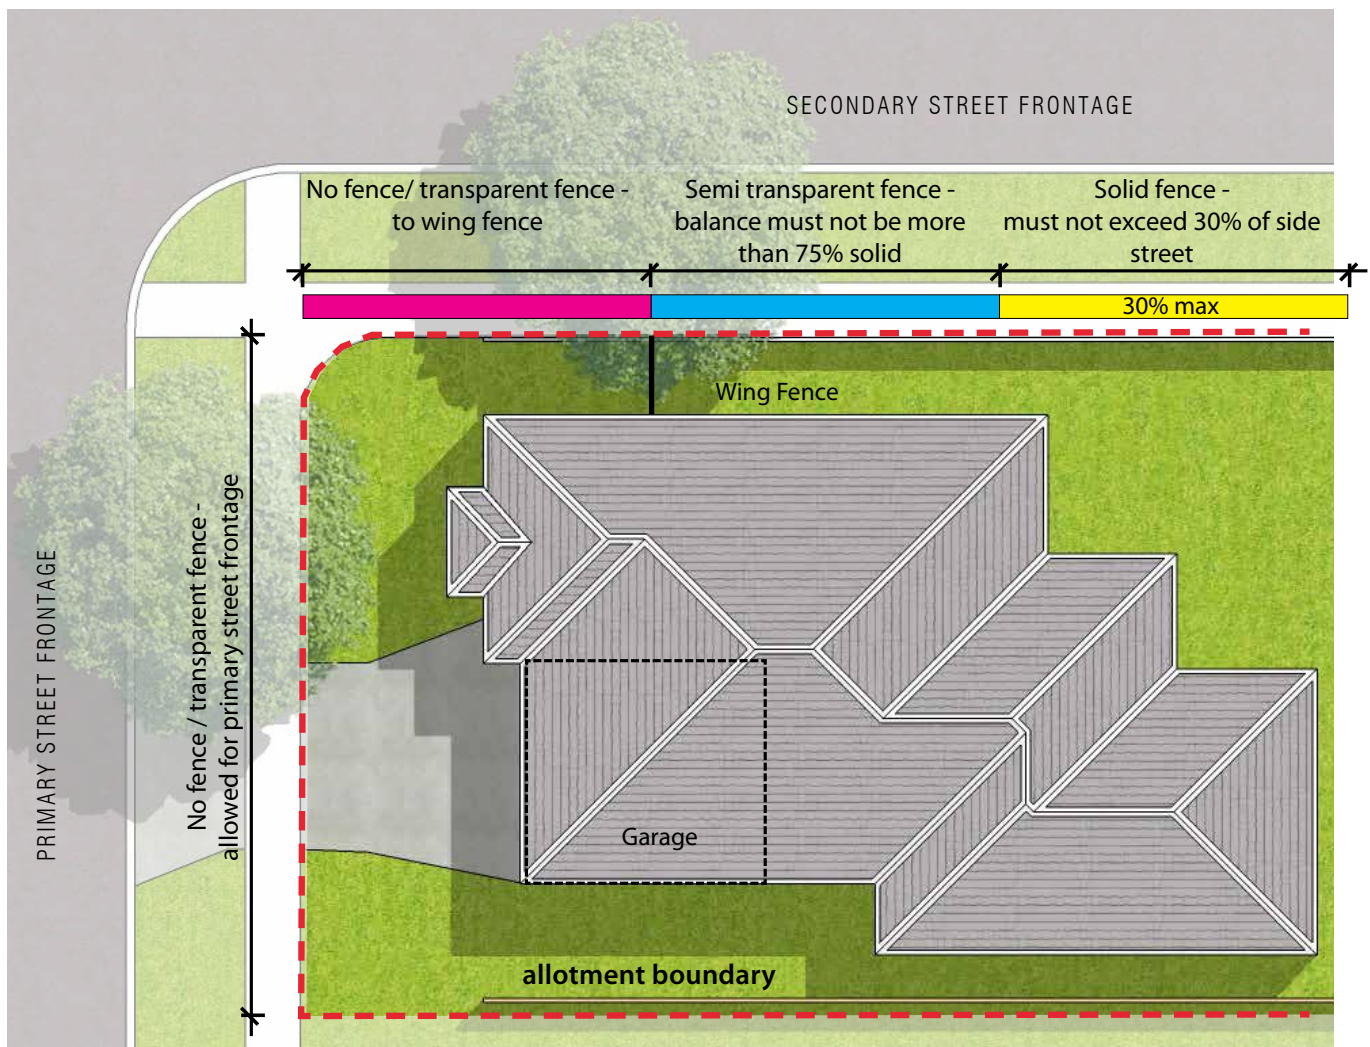 SECONDARY STREET FRONTAGE
No fence/ transparent fence -
to wing fence
Semi transparent fence -
balance must not be more
than 75% solid
Solid fence -
must not exceed 30% of side
street
30% max
Wing Fence
PRIMARY STREET FRONTAGE
No fence / transparent fence -
allowed for primary street frontage
Garage
allotment boundary